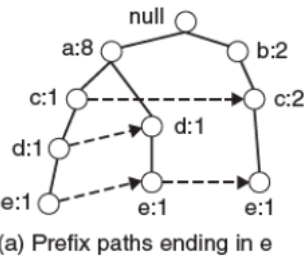 null
a:8
b:2
c:1
c:2
d:1
d:1
e:1
e:1
e:1
(a) Prefix paths ending in e